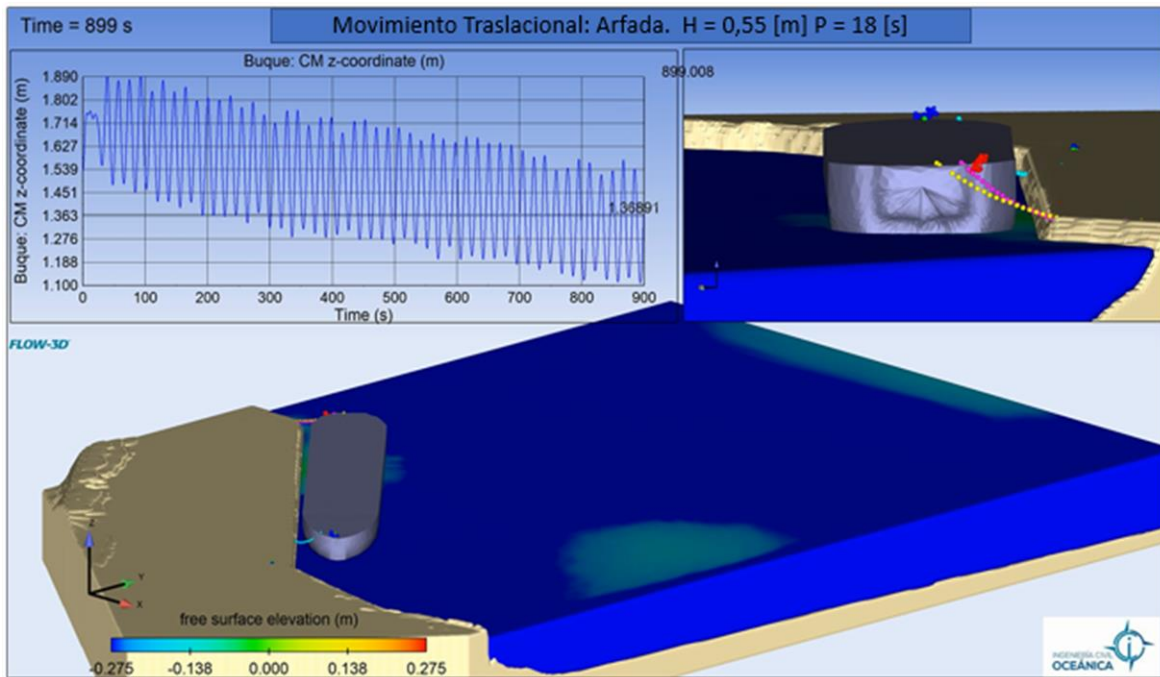 Time = 899 s
Movimiento Traslacional: Arfada. H = 0,55 [m] P = 18 [s]
Buque: CM z-coordinate (m)
899.008
Buque: CM z-coordinate (m)
1.890
1.802
1.714
1.627
1.539
1.451
1.363
1.276
1.188
1.100
1.36891
0 100 200 300 400 500 600 700 800 900
Time (s)
FLOW-3D
Z
Y
X
free surface elevation (m)
-0.275 -0.138 0.000 0.138 0.275
INGENIERÍA CIVIL
OCEÁNICA